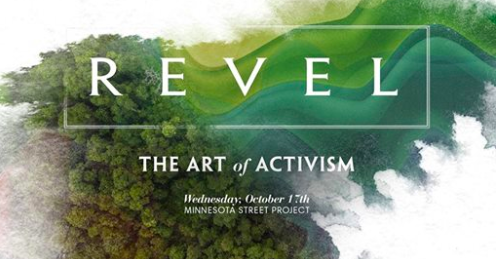 REVEL
THE ART of ACTIVISM
Wednesday, October 17th
MINNESOTA STREET PROJECT